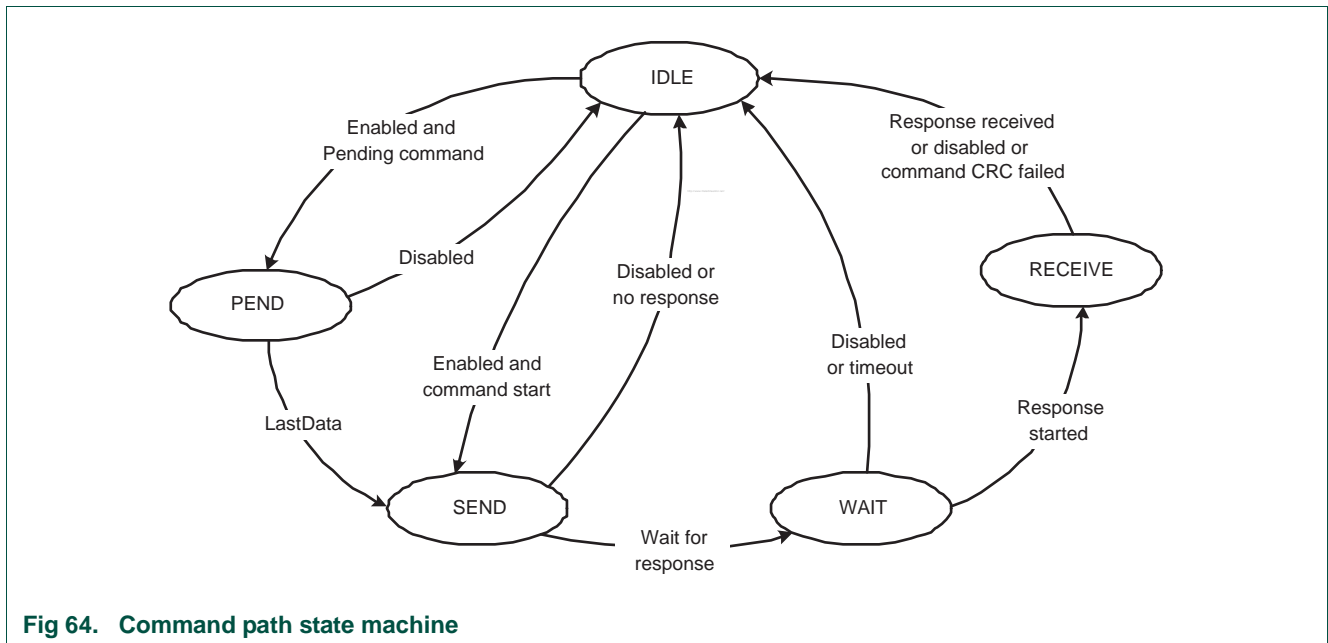 IDLE
Enabled and
Pending command
Response received
or disabled or
command CRC failed
Disabled
Disabled or
no response
RECEIVE
PEND
Enabled and
command start
Disabled
or timeout
LastData
Response
started
SEND
WAIT
Wait for
response
Fig 64. Command path state machine